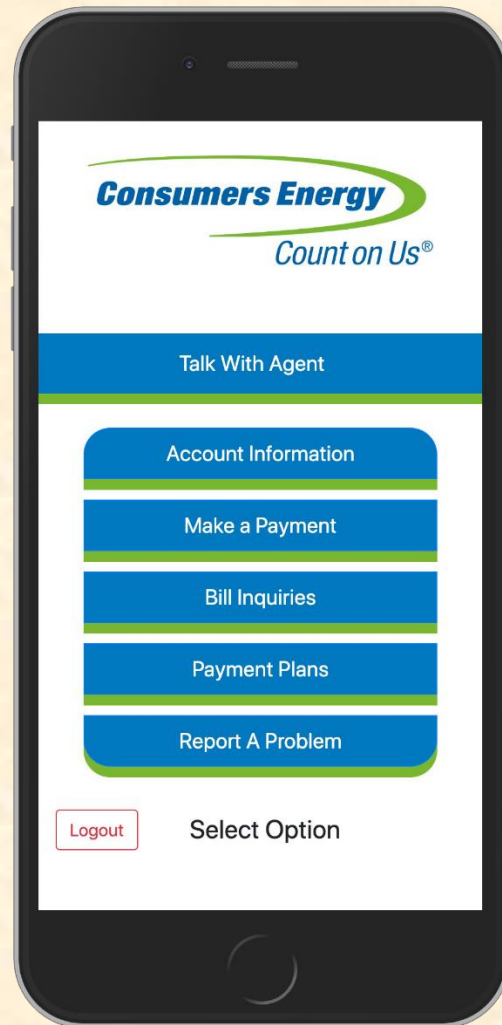 Consumers Energy
Count on Us®
Talk With Agent
Account Information
Make a Payment
Bill Inquiries
Payment Plans
Report A Problem
Logout
Select Option